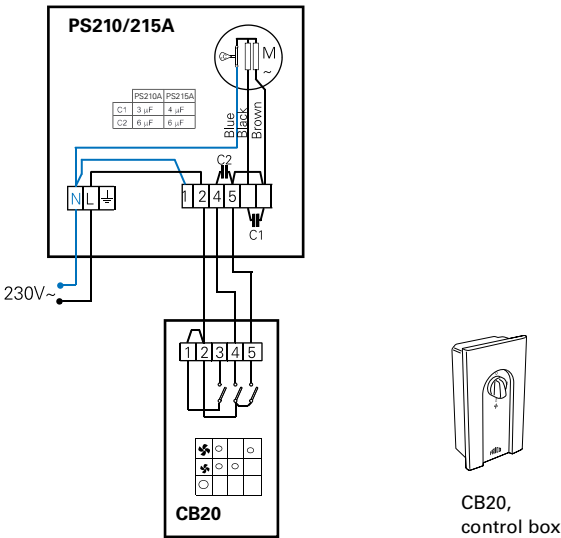 PS210/215A
M
~
PS210A PS215A
C1 3 µF 4 µF
C2 6 µF 6 µF
Blue
Black
Brown
C2
N L
1 2 4 5
C1
230V~
1 2 3 4 5
CB20
CB20,
control box